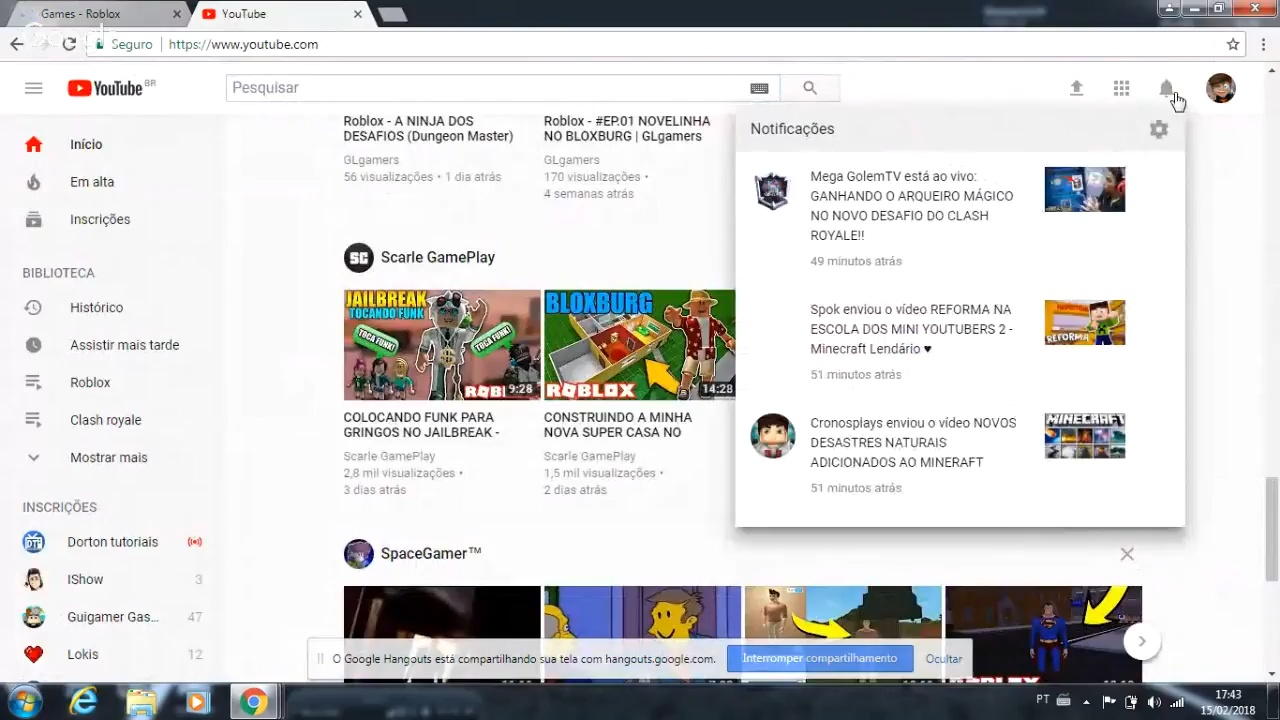 Games - Roblox
YouTube
Seguro
https://www.youtube.com
YouTube BR
Pesquisar
Início
Em alta
Inscrições
BIBLIOTECA
Histórico
Assistir mais tarde
Roblox
Clash royale
Mostrar mais
INSCRIÇÕES
Dorton tutoriais
IShow 3
Guigamer Gas... 47
Lokis 12
Roblox - A NINJA DOS
DESAFIOS (Dungeon Master)
GLgamers
56 visualizações • 1 dia atrás
Roblox - #EP.01 NOVELINHA
NO BLOXBURG | GLgamers
GLgamers
170 visualizações •
4 semanas atrás
SC
Scarle GamePlay
JAILBREAK
TOCANDO FUNK
TOCA FUNK!
TOCA FUNK!
ROBL
9:28
BLOXBURG
ROBLOX
14:28
COLOCANDO FUNK PARA
GRINGOS NO JAILBREAK -
Scarle GamePlay
2,8 mil visualizações •
3 dias atrás
CONSTRUINDO A MINHA
NOVA SUPER CASA NO
Scarle GamePlay
1,5 mil visualizações •
2 dias atrás
SpaceGamer™
Notificações
Mega GolemTV está ao vivo:
GANHANDO O ARQUEIRO MÁGICO
NO NOVO DESAFIO DO CLASH
ROYALE!!
49 minutos atrás
Spok enviou o vídeo REFORMA NA
ESCOLA DOS MINI YOUTUBERS 2 -
Minecraft Lendário ♥
51 minutos atrás
REFORMA
Cronosplays enviou o vídeo NOVOS
DESASTRES NATURAIS
ADICIONADOS AO MINERAFT
51 minutos atrás
MINECRAFT
O Google Hangouts está compartilhando sua tela com hangouts.google.com.
Interromper compartilhamento
Ocultar
PT
17:43
15/02/2018